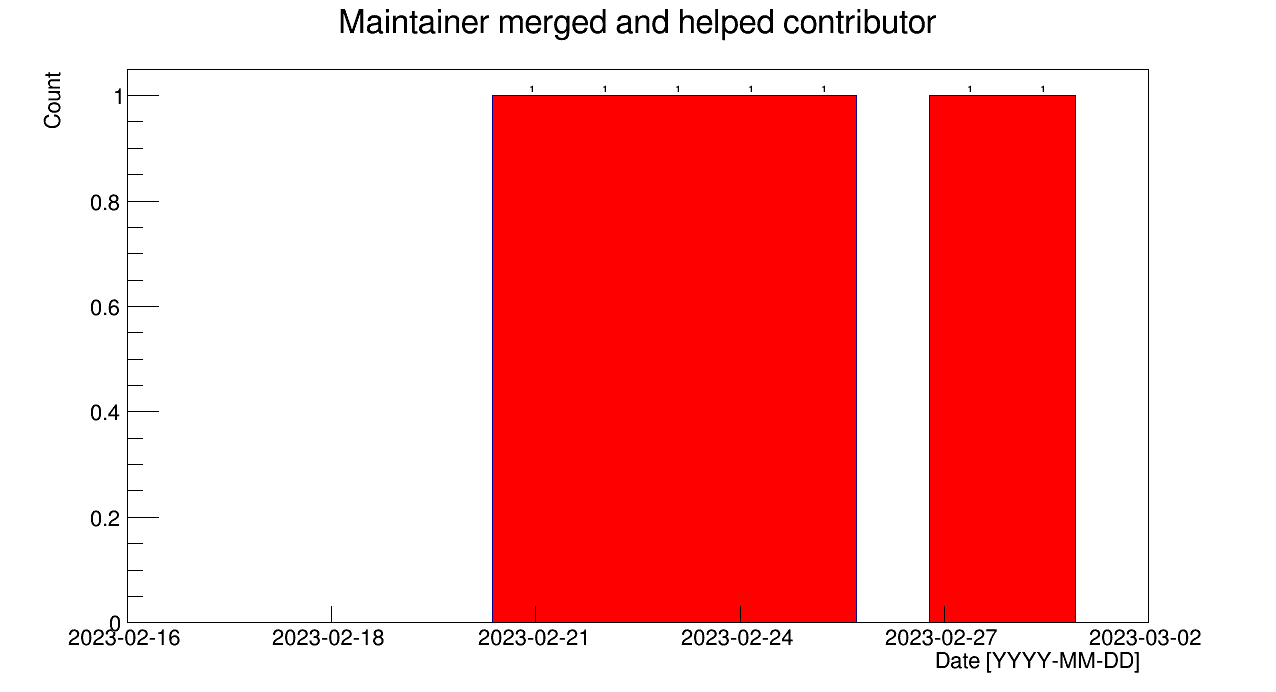 Maintainer merged and helped contributor
Count
1 1 1 1 1 1 1
1
0.8
0.6
0.4
0.2
0
2023-02-16 2023-02-18 2023-02-21 2023-02-24 2023-02-27 2023-03-02
Date [YYYY-MM-DD]